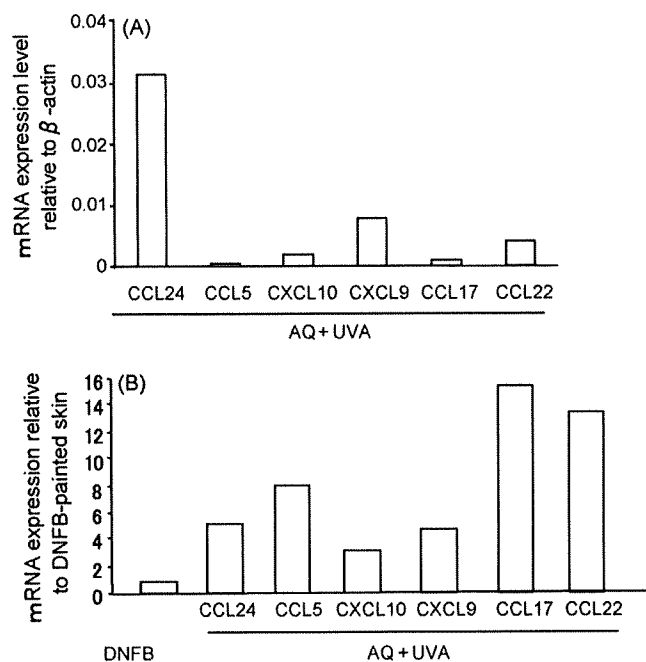 (A)
mRNA expression level
relative to β -actin
0.04
0.03
0.02
0.01
0
CCL24 CCL5 CXCL10 CXCL9 CCL17 CCL22
AQ + UVA
(B)
mRNA expression relative
to DNFB-painted skin
16
14
12
10
8
6
4
2
0
CCL24 CCL5 CXCL10 CXCL9 CCL17 CCL22
DNFB AQ + UVA